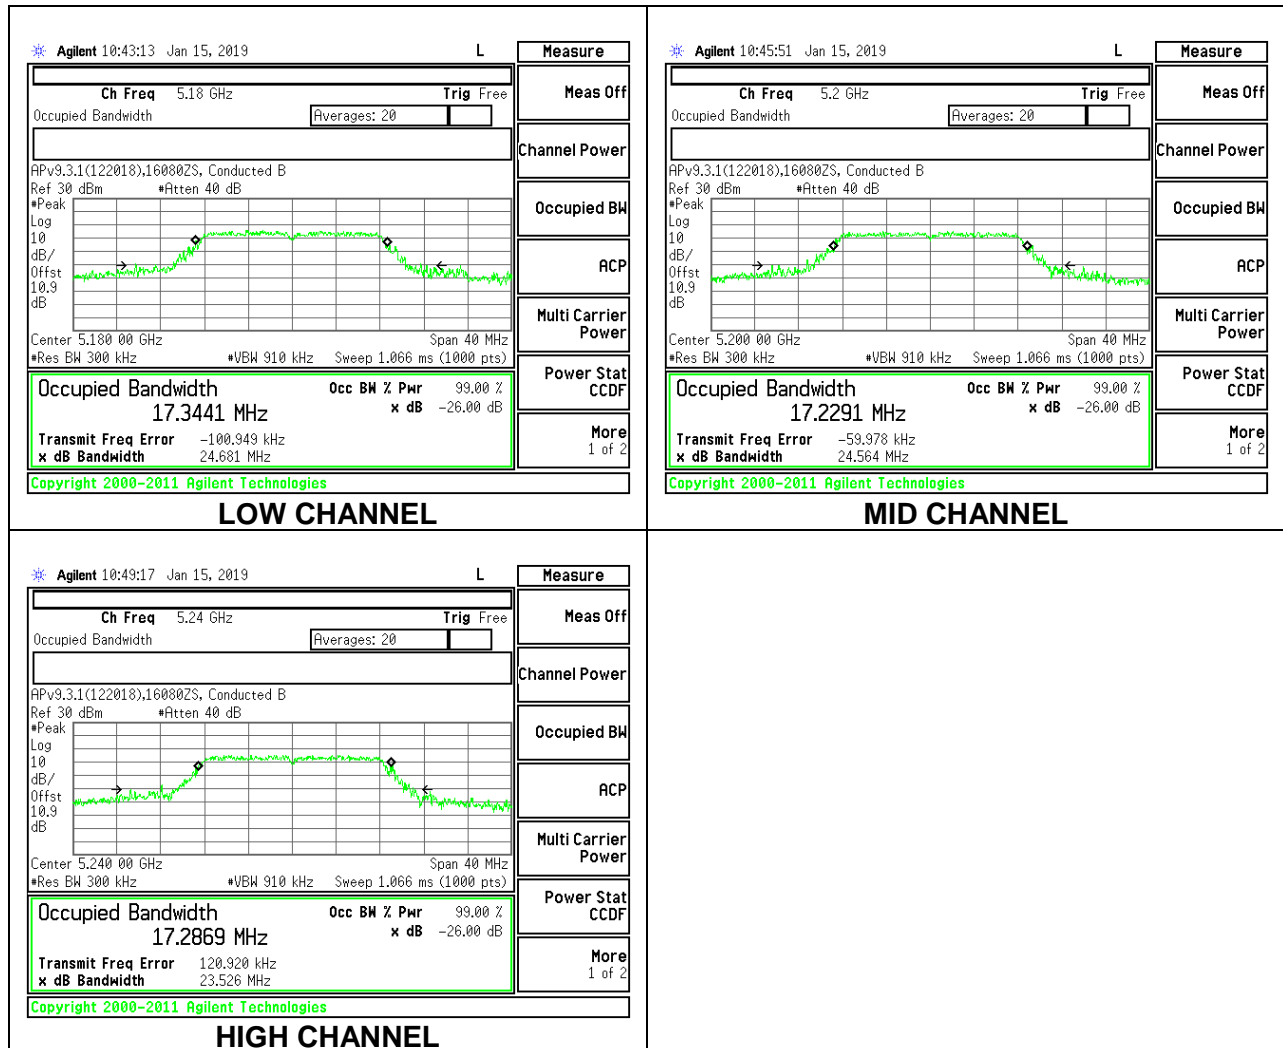 Agilent 10:43:13 Jan 15, 2019 L Measure
Ch Freq 5.18 GHz Trig Free
Meas Off
Occupied Bandwidth Averages: 20
Channel Power
APv9.3.1(122018),16080ZS, Conducted B
Ref 30 dBm #Atten 40 dB
#Peak
Log
10
dB/
Offst
10.9
dB
Occupied BW
ACP
Multi Carrier
Power
Center 5.180 00 GHz Span 40 MHz
#Res BW 300 kHz #VBW 910 kHz Sweep 1.066 ms (1000 pts)
Power Stat
CCDF
Occupied Bandwidth Occ BW % Pwr 99.00 %
17.3441 MHz x dB -26.00 dB
Transmit Freq Error -100.949 kHz
x dB Bandwidth 24.681 MHz
More
1 of 2
Copyright 2000-2011 Agilent Technologies
LOW CHANNEL
Agilent 10:45:51 Jan 15, 2019 L Measure
Ch Freq 5.2 GHz Trig Free
Meas Off
Occupied Bandwidth Averages: 20
Channel Power
APv9.3.1(122018),16080ZS, Conducted B
Ref 30 dBm #Atten 40 dB
#Peak
Log
10
dB/
Offst
10.9
dB
Occupied BW
ACP
Multi Carrier
Power
Center 5.200 00 GHz Span 40 MHz
#Res BW 300 kHz #VBW 910 kHz Sweep 1.066 ms (1000 pts)
Power Stat
CCDF
Occupied Bandwidth Occ BW % Pwr 99.00 %
17.2291 MHz x dB -26.00 dB
Transmit Freq Error -59.978 kHz
x dB Bandwidth 24.564 MHz
More
1 of 2
Copyright 2000-2011 Agilent Technologies
MID CHANNEL
Agilent 10:49:17 Jan 15, 2019 L Measure
Ch Freq 5.24 GHz Trig Free
Meas Off
Occupied Bandwidth Averages: 20
Channel Power
APv9.3.1(122018),16080ZS, Conducted B
Ref 30 dBm #Atten 40 dB
#Peak
Log
10
dB/
Offst
10.9
dB
Occupied BW
ACP
Multi Carrier
Power
Center 5.240 00 GHz Span 40 MHz
#Res BW 300 kHz #VBW 910 kHz Sweep 1.066 ms (1000 pts)
Power Stat
CCDF
Occupied Bandwidth Occ BW % Pwr 99.00 %
17.2869 MHz x dB -26.00 dB
Transmit Freq Error 120.920 kHz
x dB Bandwidth 23.526 MHz
More
1 of 2
Copyright 2000-2011 Agilent Technologies
HIGH CHANNEL